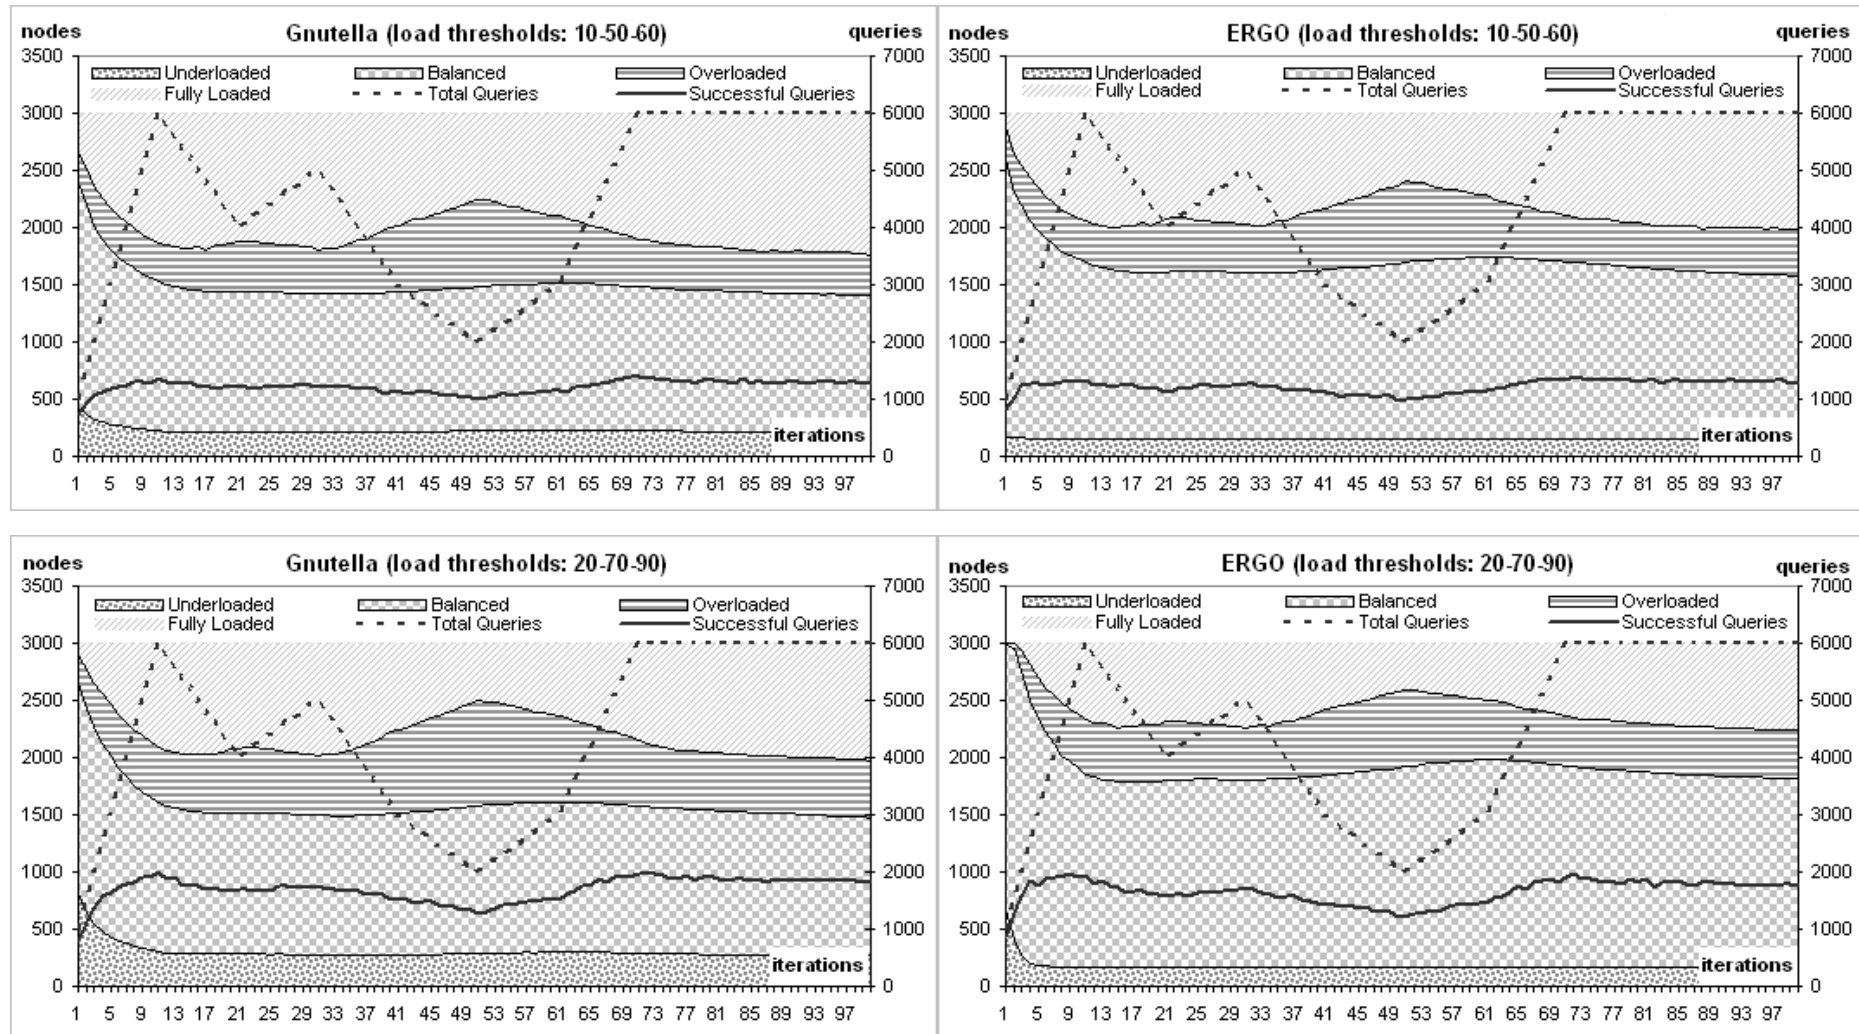 nodes Gnutella (load thresholds: 10-50-60) queries
3500 7000
Underloaded Balanced Overloaded
Fully Loaded Total Queries Successful Queries
3000 6000
2500 5000
2000 4000
1500 3000
1000 2000
500 1000
iterations
0 0
1 5 9 13 17 21 25 29 33 37 41 45 49 53 57 61 65 69 73 77 81 85 89 93 97
nodes ERGO (load thresholds: 10-50-60) queries
3500 7000
Underloaded Balanced Overloaded
Fully Loaded Total Queries Successful Queries
3000 6000
2500 5000
2000 4000
1500 3000
1000 2000
500 1000
iterations
0 0
1 5 9 13 17 21 25 29 33 37 41 45 49 53 57 61 65 69 73 77 81 85 89 93 97
nodes Gnutella (load thresholds: 20-70-90)
3500 7000
Underloaded Balanced Overloaded
Fully Loaded Total Queries Successful Queries
3000 6000
2500 5000
2000 4000
1500 3000
1000 2000
500 1000
iterations
0 0
1 5 9 13 17 21 25 29 33 37 41 45 49 53 57 61 65 69 73 77 81 85 89 93 97
nodes ERGO (load thresholds: 20-70-90) queries
3500 7000
Underloaded Balanced Overloaded
Fully Loaded Total Queries Successful Queries
3000 6000
2500 5000
2000 4000
1500 3000
1000 2000
500 1000
iterations
0 0
1 5 9 13 17 21 25 29 33 37 41 45 49 53 57 61 65 69 73 77 81 85 89 93 97